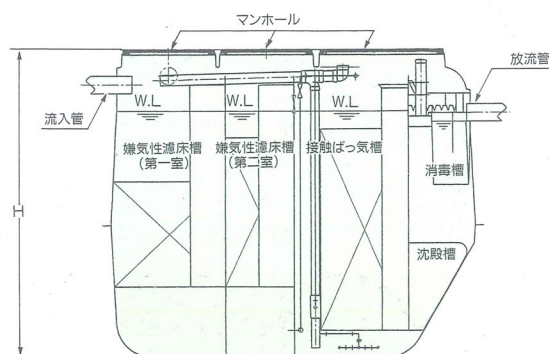 マンホール
放流管
流入管
W.L
W.L
W.L
嫌気性濾床槽
(第一室)
嫌気性濾床槽
(第二室)
接触ばっ気槽
消毒槽
沈殿槽
H